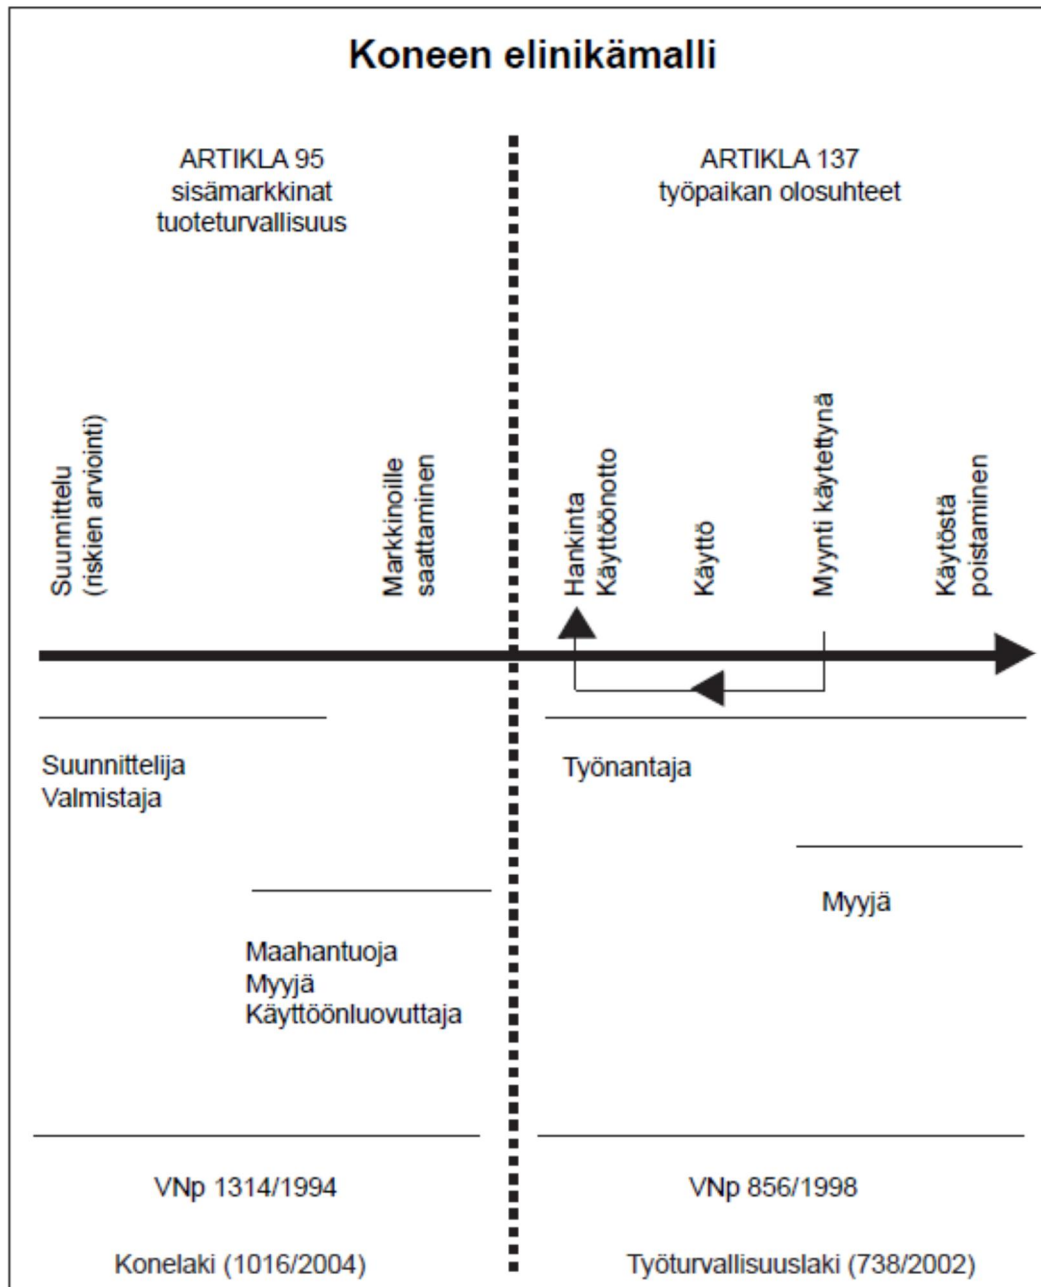 Koneen elinikämalli
ARTIKLA 95
sisämarkkinat
tuoteturvallisuus
ARTIKLA 137
työpaikan olosuhteet
Suunnittelu
(riskien arviointi)
Markkinoille
saattaminen
Hankinta
Käyttöönotto
Käyttö
Myynti käytettynä
Käytöstä
poistaminen
Suunnittelija
Valmistaja
Työnantaja
Myyjä
Maahantuoja
Myyjä
Käyttöönluovuttaja
VNp 1314/1994
VNp 856/1998
Konelaki (1016/2004)
Työturvallisuuslaki (738/2002)